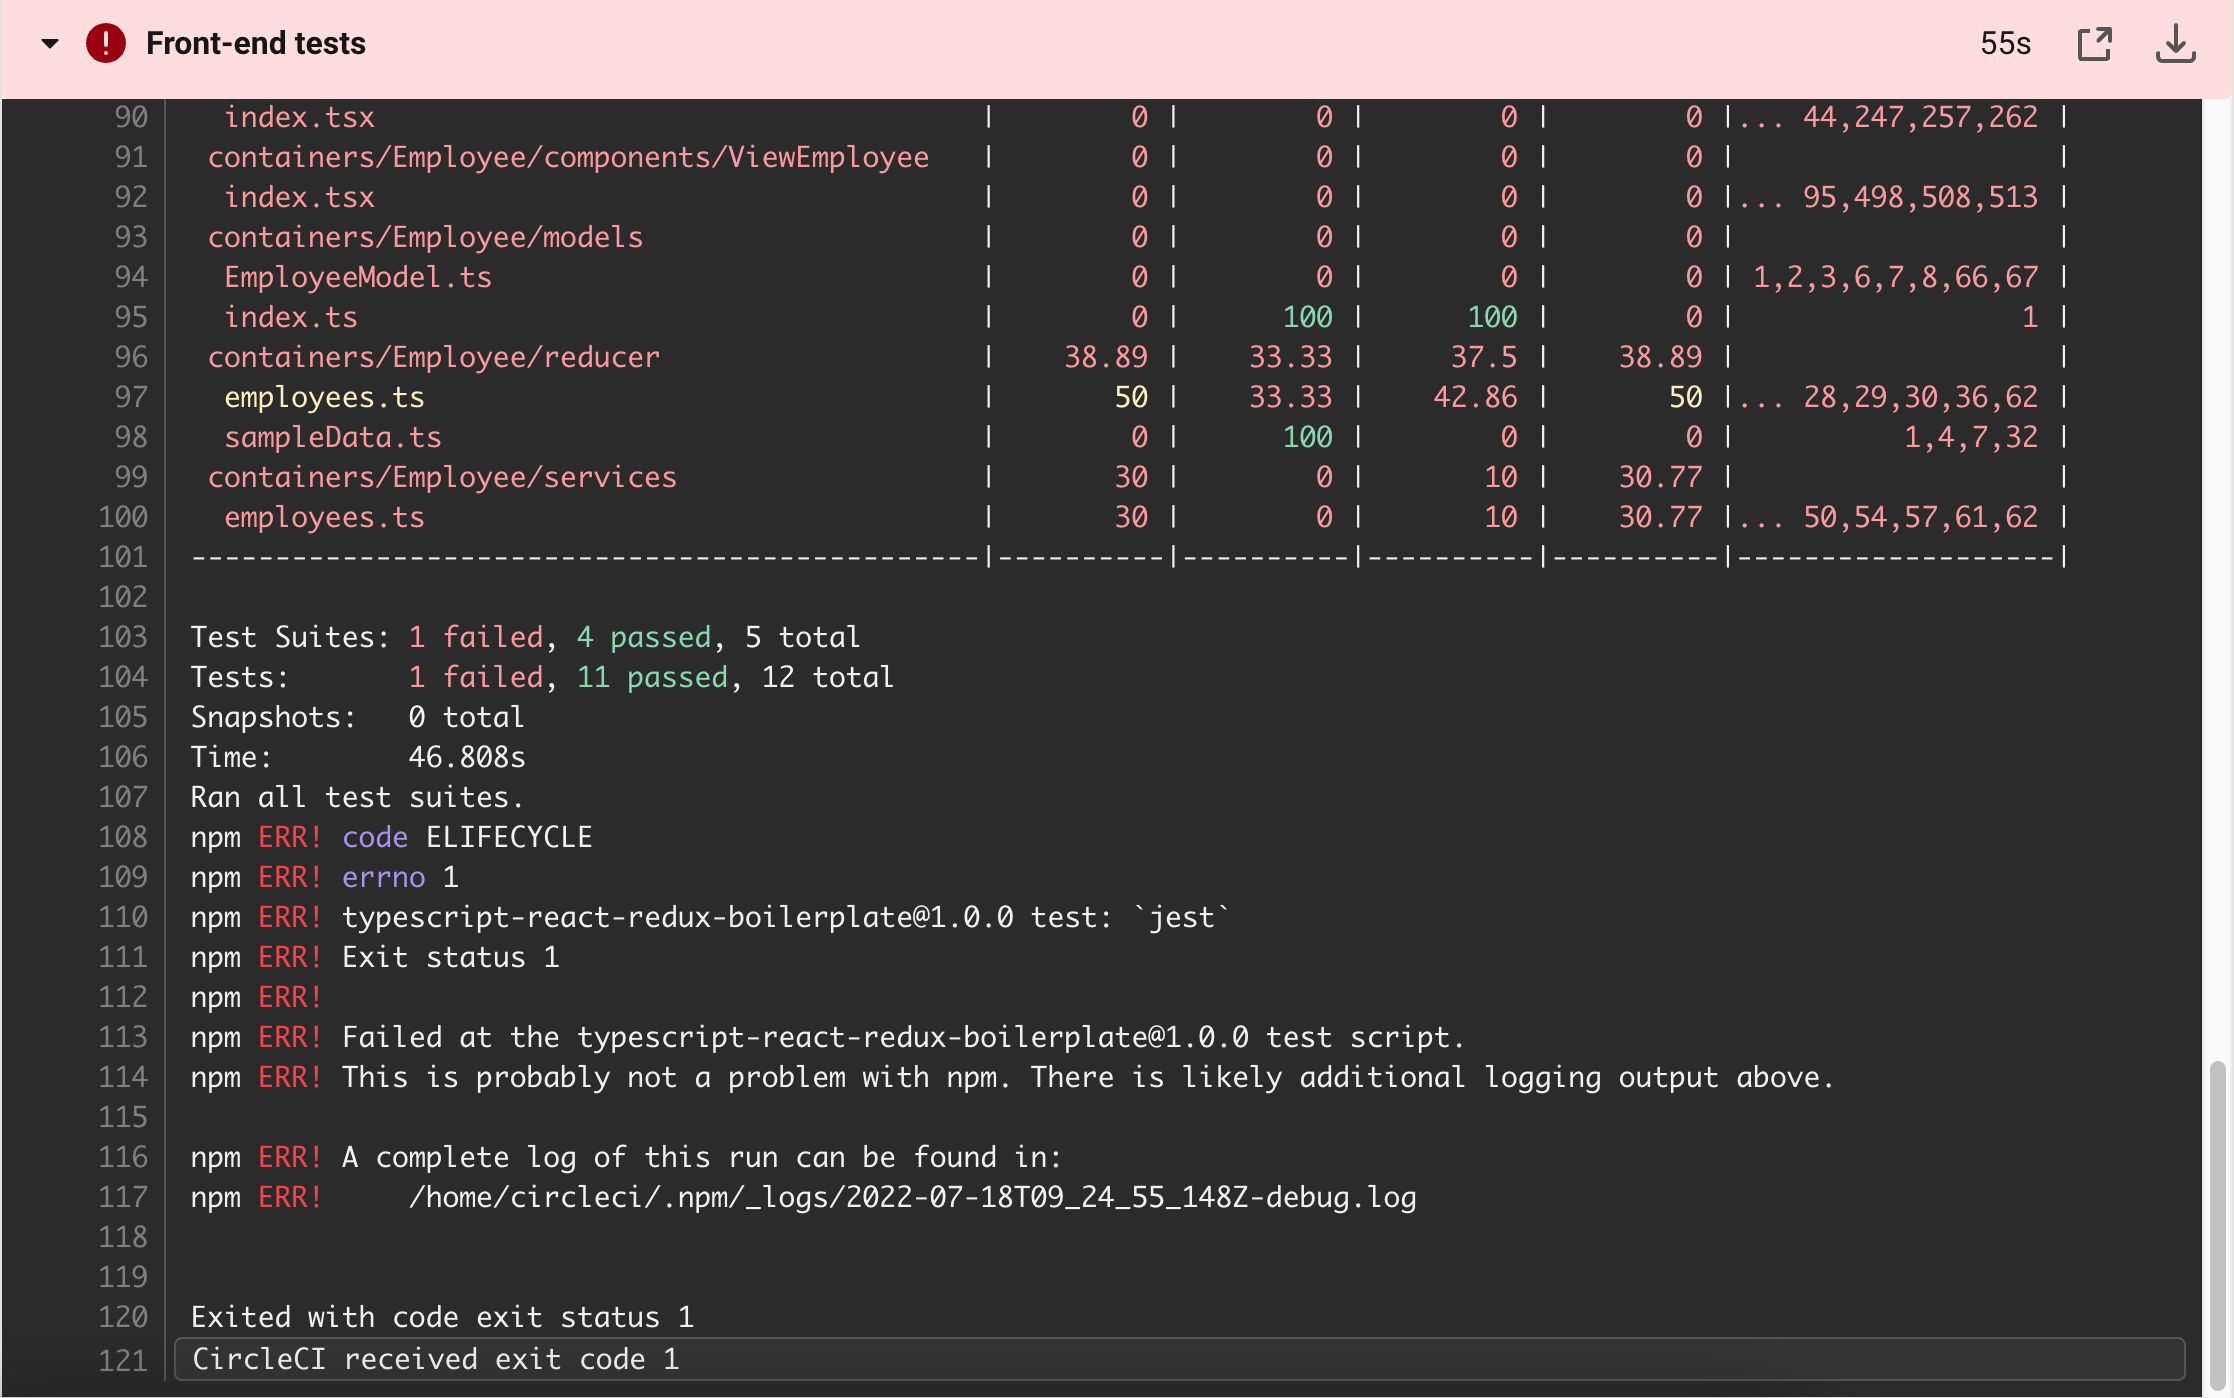 Front-end tests 55s
90 index.tsx | 0 | 0 | 0 | 0 |... 44,247,257,262 |
91 containers/Employee/components/ViewEmployee | 0 | 0 | 0 | 0 | |
92 index.tsx | 0 | 0 | 0 | 0 |... 95,498,508,513 |
93 containers/Employee/models | 0 | 0 | 0 | 0 | |
94 EmployeeModel.ts | 0 | 0 | 0 | 0 | 1,2,3,6,7,8,66,67 |
95 index.ts | 0 | 100 | 100 | 0 | 1 |
96 containers/Employee/reducer | 38.89 | 33.33 | 37.5 | 38.89 | |
97 employees.ts | 50 | 33.33 | 42.86 | 50 |... 28,29,30,36,62 |
98 sampleData.ts | 0 | 100 | 0 | 0 | 1,4,7,32 |
99 containers/Employee/services | 30 | 0 | 10 | 30.77 | |
100 employees.ts | 30 | 0 | 10 | 30.77 |... 50,54,57,61,62 |
101 -----------------------------------------------|----------|----------|----------|----------|-------------------|
102
103 Test Suites: 1 failed, 4 passed, 5 total
104 Tests: 1 failed, 11 passed, 12 total
105 Snapshots: 0 total
106 Time: 46.808s
107 Ran all test suites.
108 npm ERR! code ELIFECYCLE
109 npm ERR! errno 1
110 npm ERR! typescript-react-redux-boilerplate@1.0.0 test: `jest`
111 npm ERR! Exit status 1
112 npm ERR!
113 npm ERR! Failed at the typescript-react-redux-boilerplate@1.0.0 test script.
114 npm ERR! This is probably not a problem with npm. There is likely additional logging output above.
115
116 npm ERR! A complete log of this run can be found in:
117 npm ERR! /home/circleci/.npm/_logs/2022-07-18T09_24_55_148Z-debug.log
118
119
120 Exited with code exit status 1
121 CircleCI received exit code 1